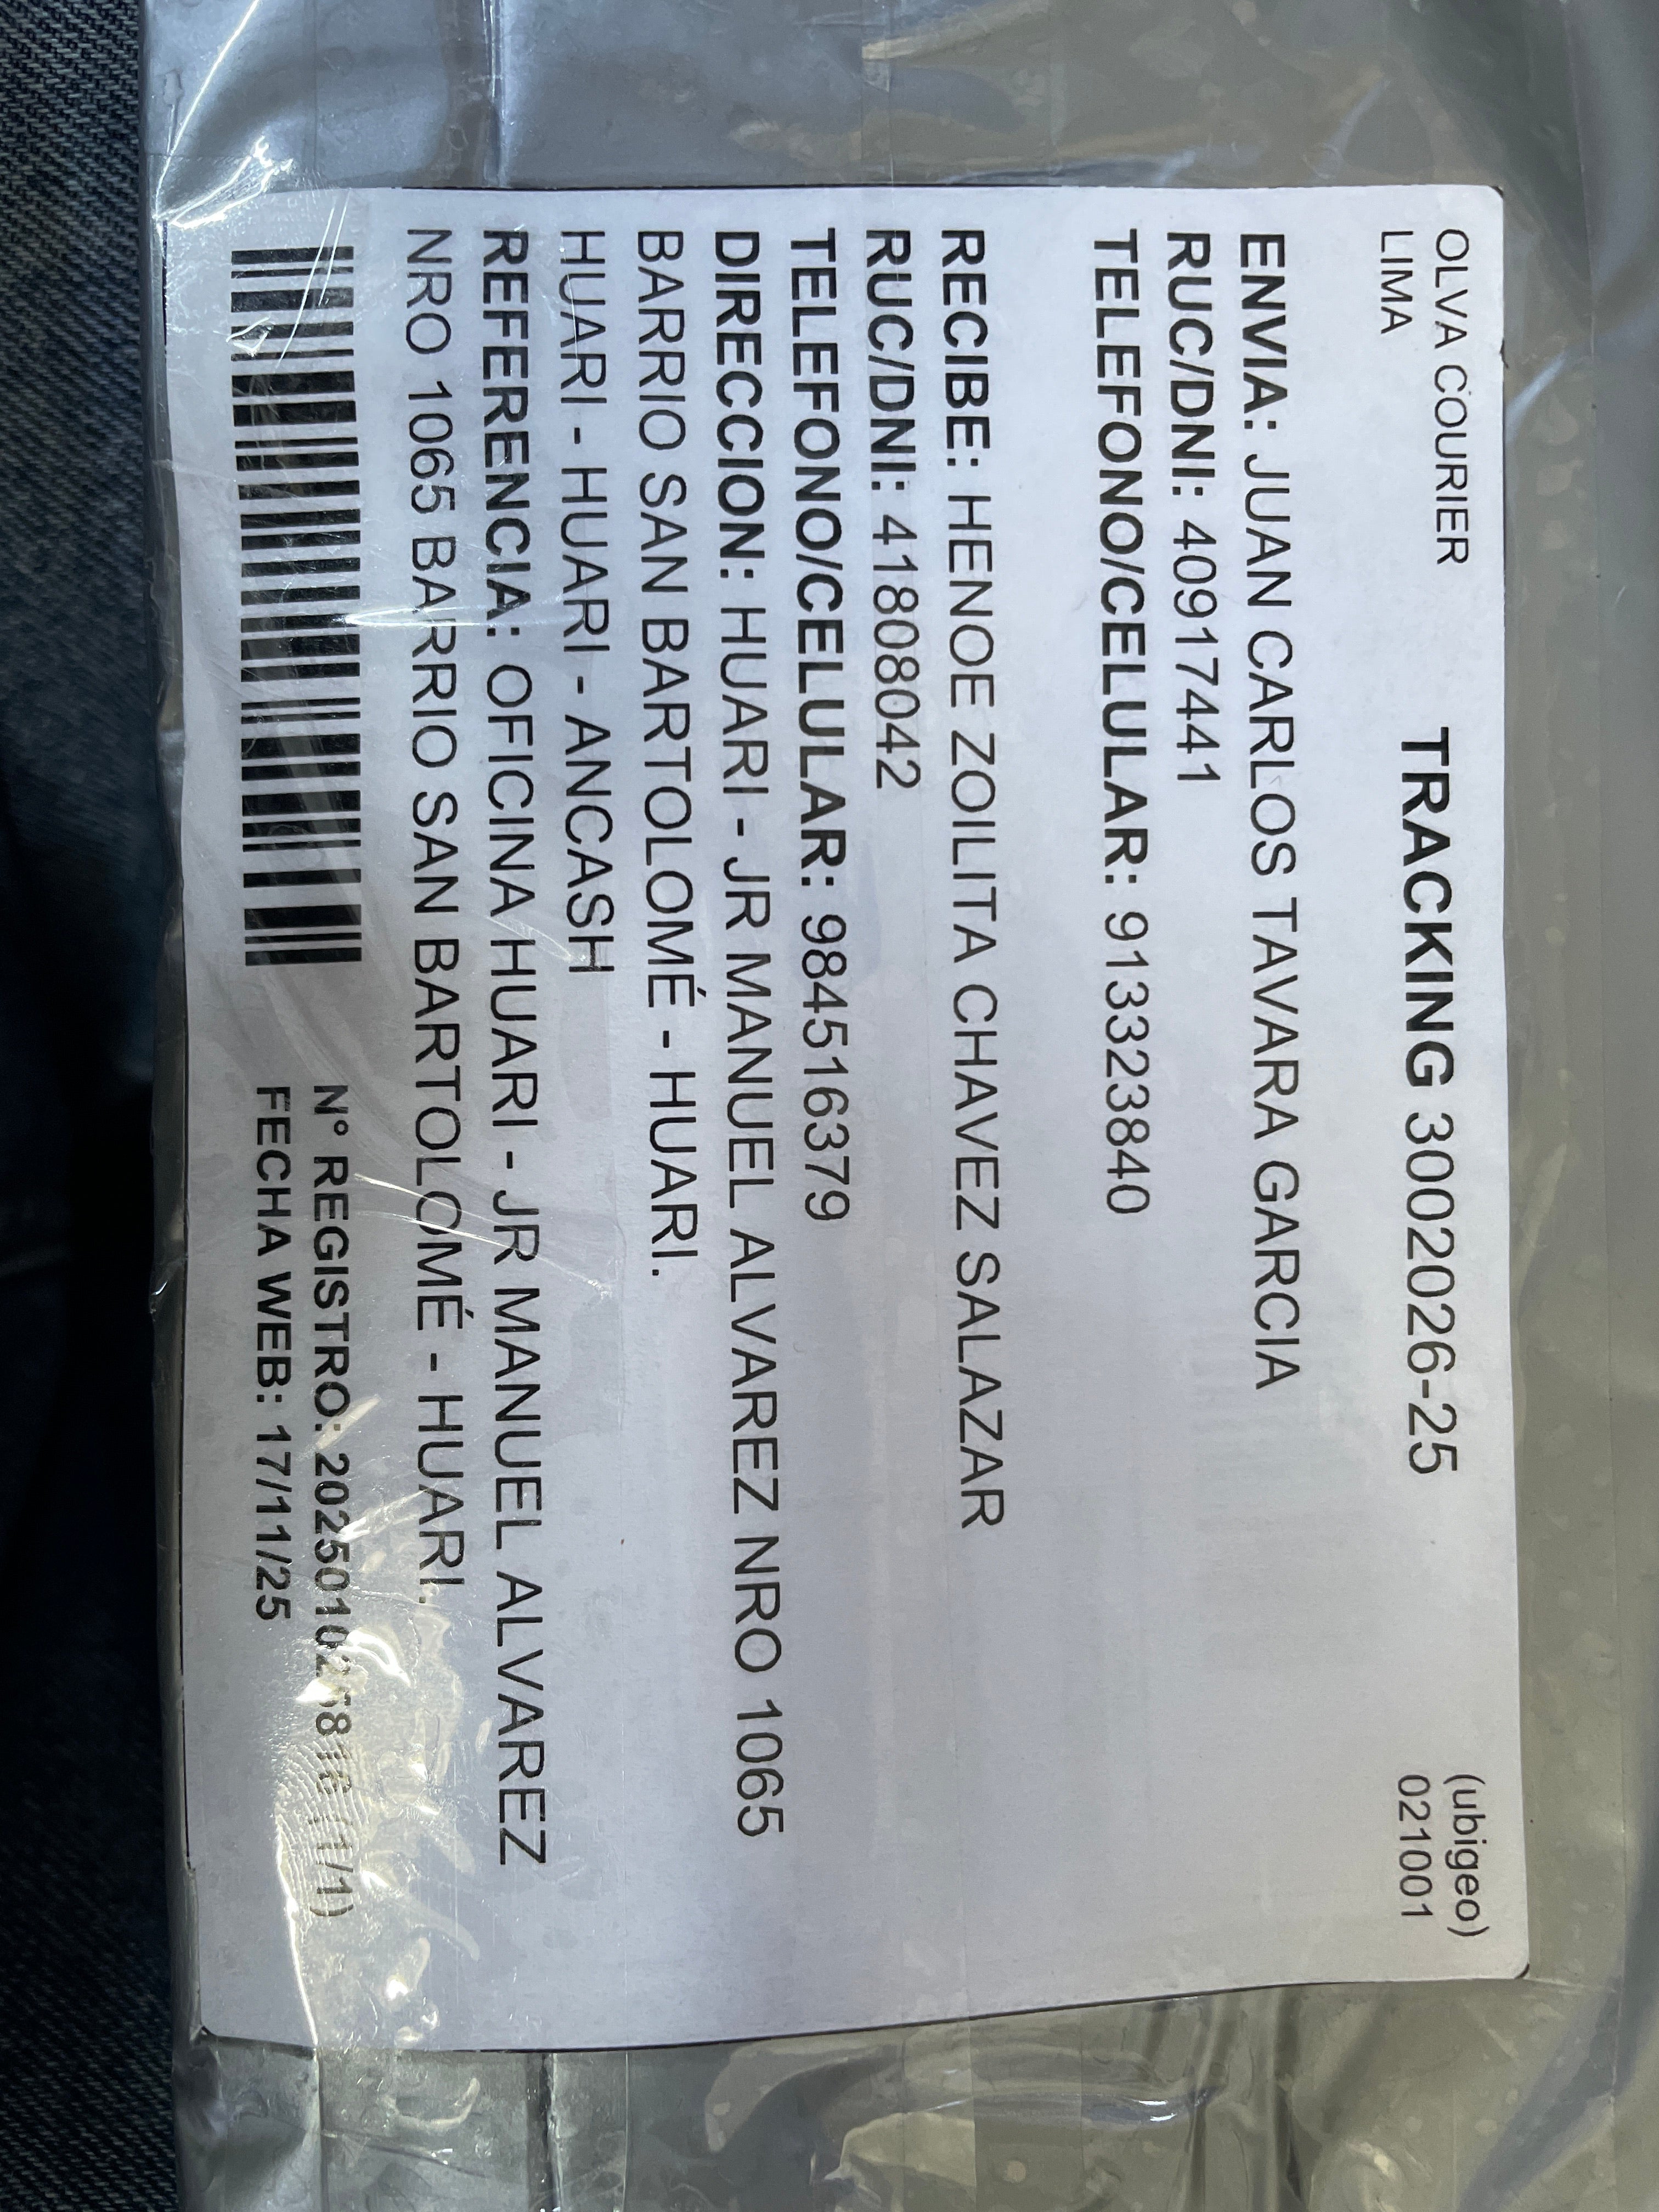 OLVA COURIER
LIMA
TRACKING 3002026-25
(ubigeo)
021001
ENVIA: JUAN CARLOS TAVARA GARCIA
RUC/DNI: 40917441
TELEFONO/CELULAR: 913323840
RECIBE: HENOE ZOILITA CHAVEZ SALAZAR
RUC/DNI: 41808042
TELEFONO/CELULAR: 984516379
DIRECCION: HUARI - JR MANUEL ALVAREZ NRO 1065
BARRIO SAN BARTOLOMÉ - HUARI.
HUARI - HUARI - ANCASH
REFERENCIA: OFICINA HUARI - JR MANUEL ALVAREZ
NRO 1065 BARRIO SAN BARTOLOMÉ - HUARI.
N° REGISTRO: (1/1)
FECHA WEB: 17/11/25